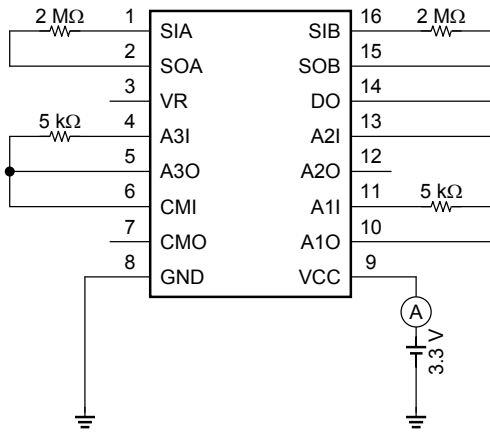 2 MΩ 1 SIA SIB 16 2 MΩ
2 SOA SOB 15
3 VR DO 14
5 kΩ 4 A3I A2I 13
5 A3O A2O 12
6 CMI A1I 11 5 kΩ
7 CMO A1O 10
8 GND VCC 9
A
3.3 V